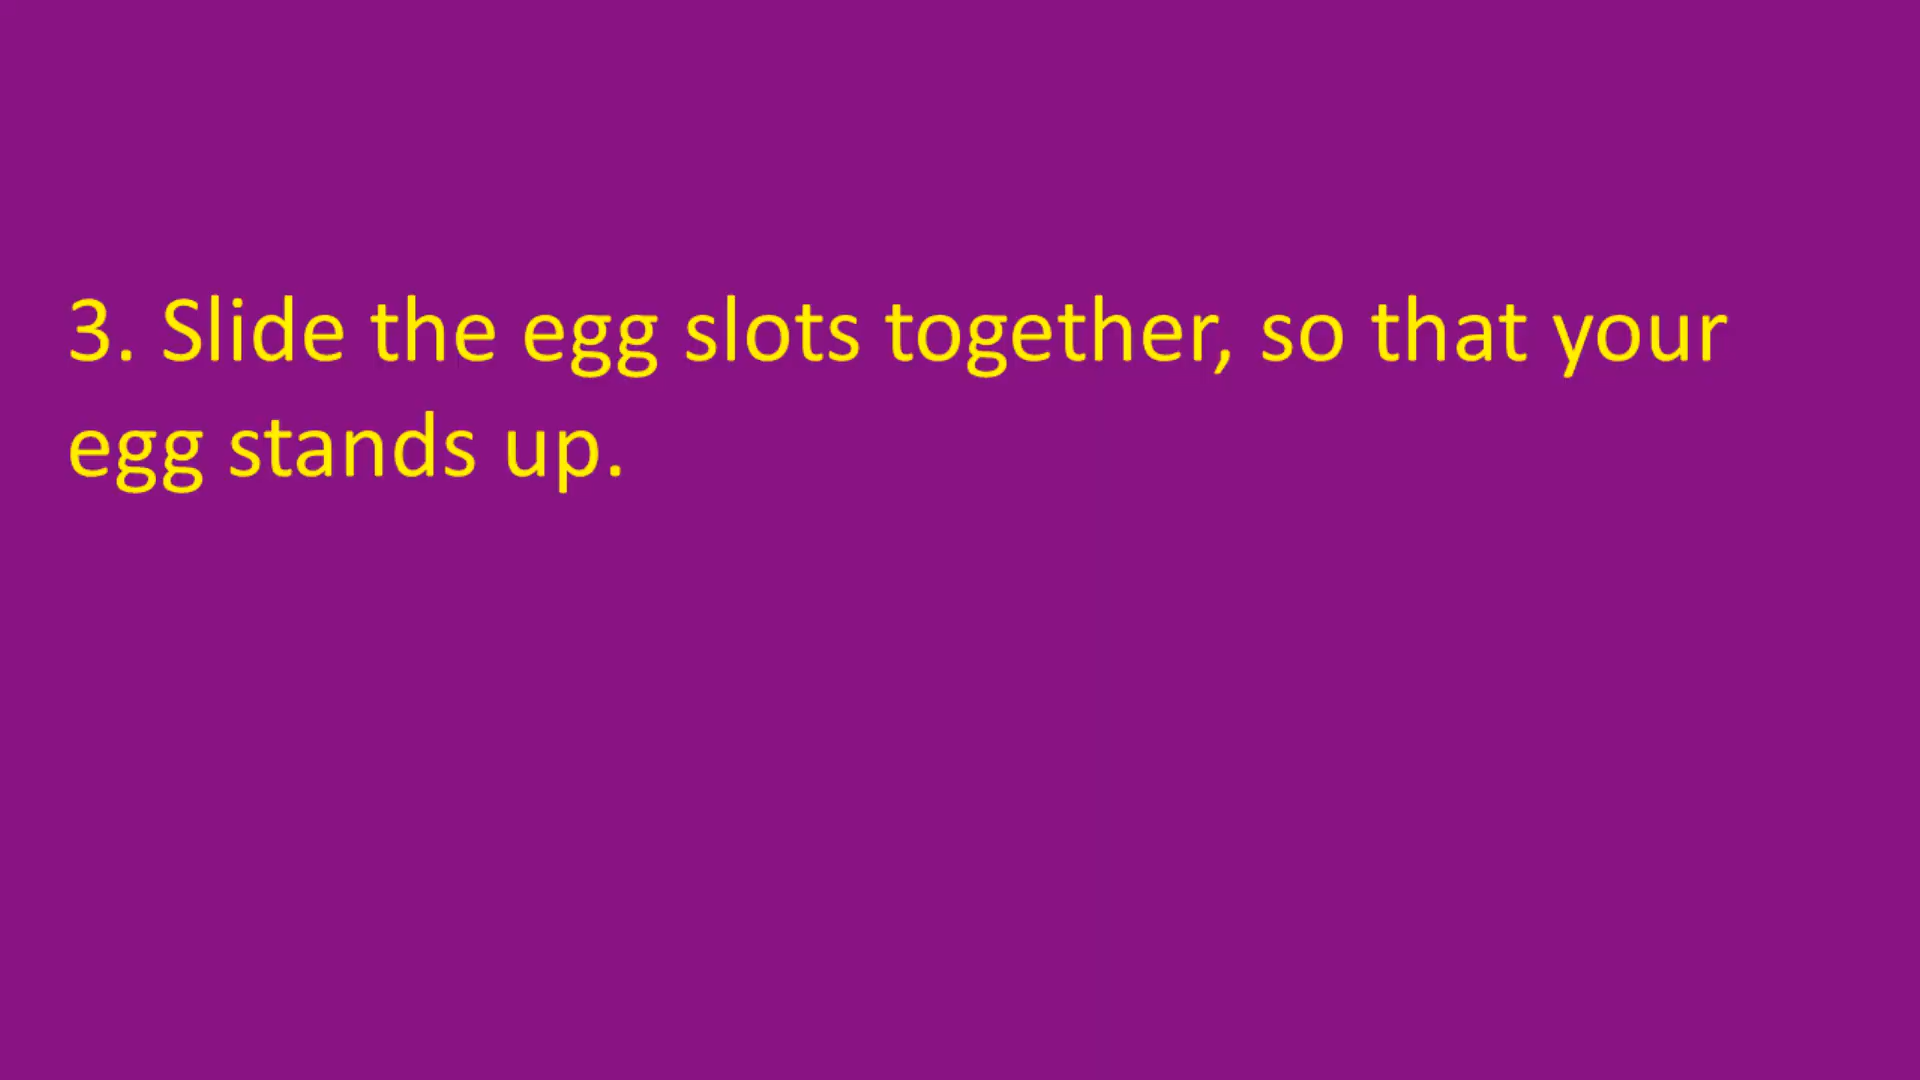 3. Slide the egg slots together, so that your
egg stands up.